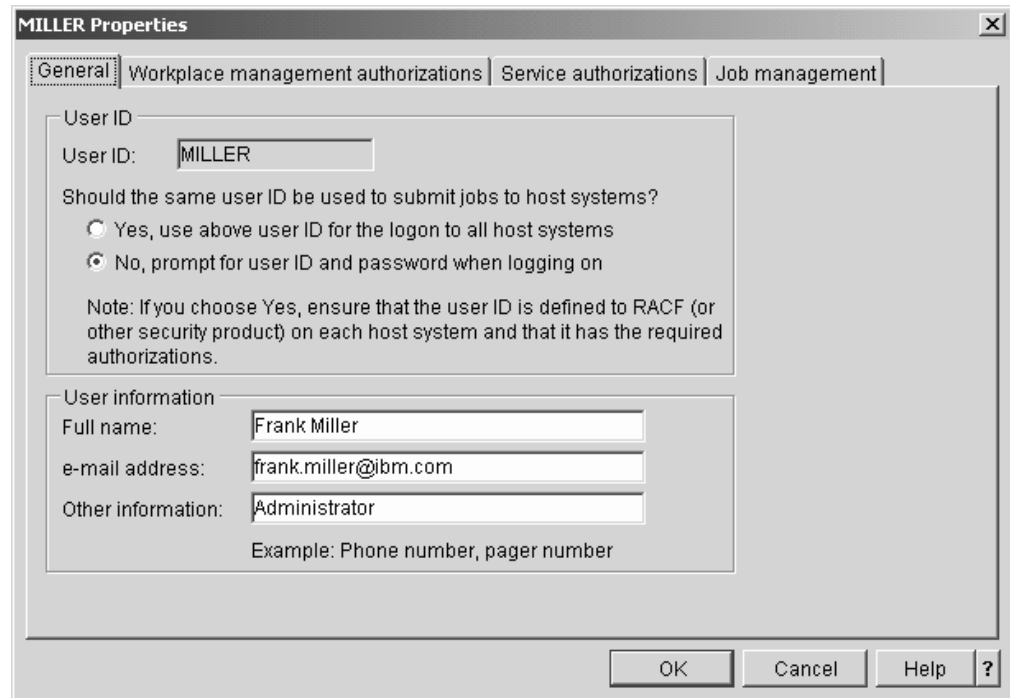 MILLER Properties
General
Workplace management authorizations
Service authorizations
Job management
User ID
User ID:
MILLER
Should the same user ID be used to submit jobs to host systems?
Yes, use above user ID for the logon to all host systems
No, prompt for user ID and password when logging on
Note: If you choose Yes, ensure that the user ID is defined to RACF (or
other security product) on each host system and that it has the required
authorizations.
User information
Full name:
Frank Miller
e-mail address:
frank.miller@ibm.com
Other information:
Administrator
Example: Phone number, pager number
OK
Cancel
Help
?